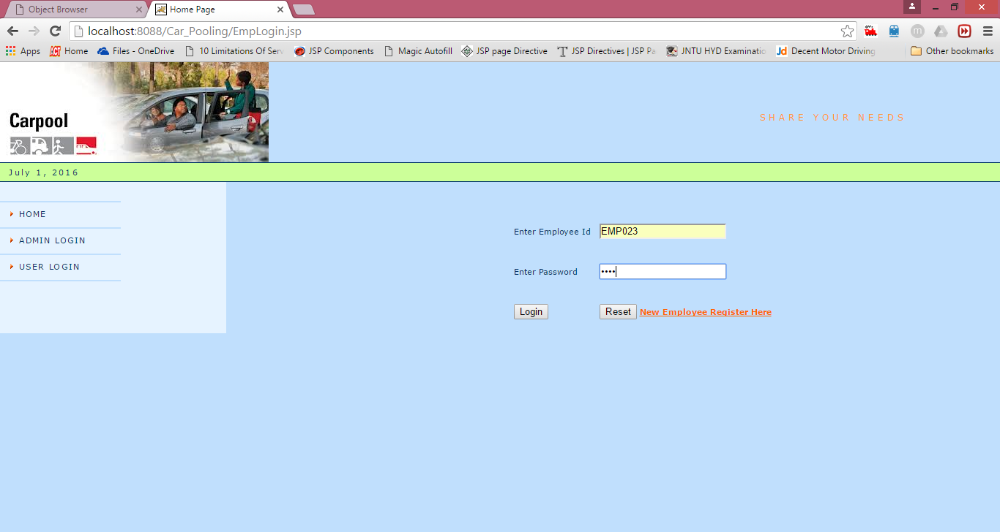 Object Browser
Home Page
localhost:8088/Car_Pooling/EmpLogin.jsp
Apps
Home
Files - OneDrive
10 Limitations Of Serv
JSP Components
Magic Autofill
JSP page Directive
JSP Directives | JSP Pa
JNTU HYD Examinatio
Decent Motor Driving
Other bookmarks
Carpool
SHARE YOUR NEEDS
July 1, 2016
HOME
ADMIN LOGIN
USER LOGIN
Enter Employee Id EMP023
Enter Password ••••
Login Reset New Employee Register Here